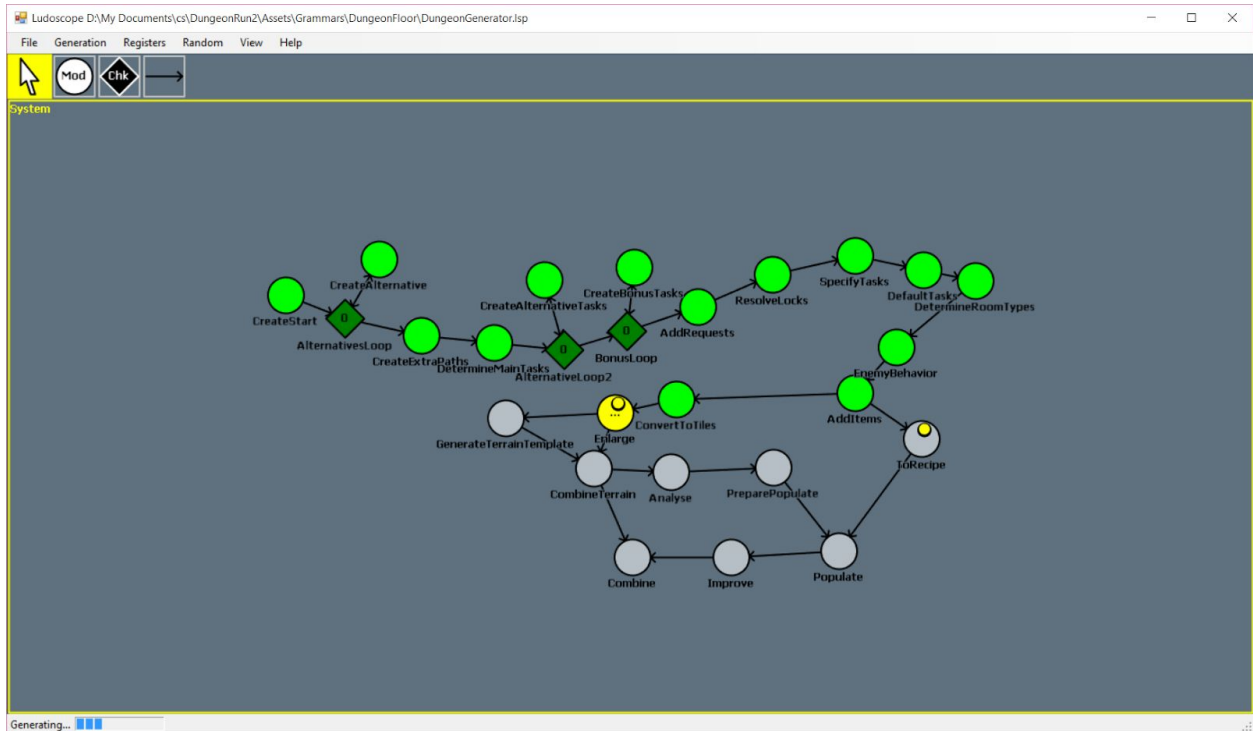 Ludoscope D:\My Documents\cs\DungeonRun2\Assets\Grammars\DungeonFloor\DungeonGenerator.lsp
File Generation Registers Random View Help
Mod Chk
System
CreateAlternative
CreateStart
0
AlternativesLoop
CreateExtraPaths
DetermineMainTasks
CreateAlternativeTasks
0
AlternativeLoop2
CreateBonusTasks
0
BonusLoop
AddRequests
ResolveLocks
SpecifyTasks
DefaultTasks
DetermineRoomTypes
EnemyBehavior
AddItems
ConvertToTiles
...
Enlarge
GenerateTerrainTemplate
ToRecipe
CombineTerrain
Analyse
PreparePopulate
Combine
Improve
Populate
Generating...